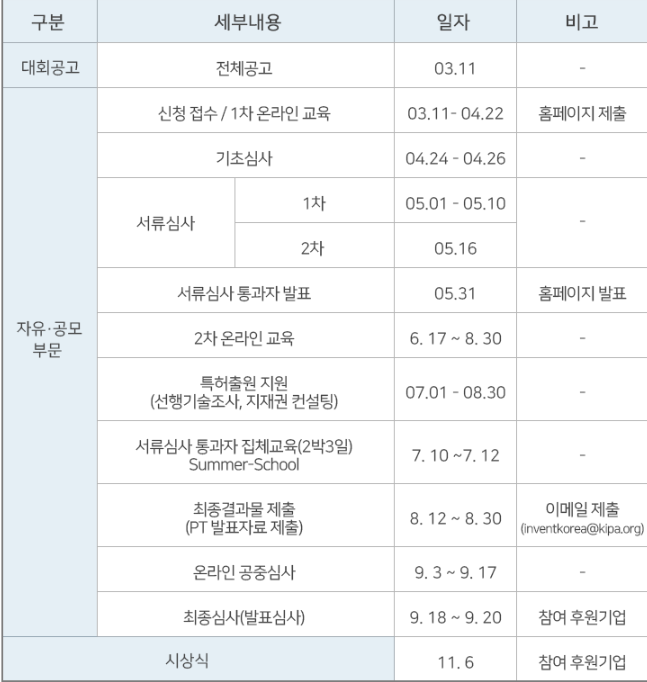 구분 세부내용 일자 비고
대회공고 전체공고 03.11 -
신청 접수 / 1차 온라인 교육 03.11- 04.22 홈페이지 제출
기초심사 04.24 - 04.26 -
서류심사 1차 05.01 - 05.10 -
2차 05.16
서류심사 통과자 발표 05.31 홈페이지 발표
자유·공모
부문
2차 온라인 교육 6. 17 ~ 8. 30 -
특허출원 지원
(선행기술조사, 지재권 컨설팅) 07.01 - 08.30 -
서류심사 통과자 집체교육(2박3일)
Summer-School 7. 10 ~7. 12 -
최종결과물 제출
(PT 발표자료 제출) 8. 12 ~ 8. 30 이메일 제출
(inventkorea@kipa.org)
온라인 공중심사 9. 3 ~ 9. 17 -
최종심사(발표심사) 9. 18 ~ 9. 20 참여 후원기업
시상식 11. 6 참여 후원기업